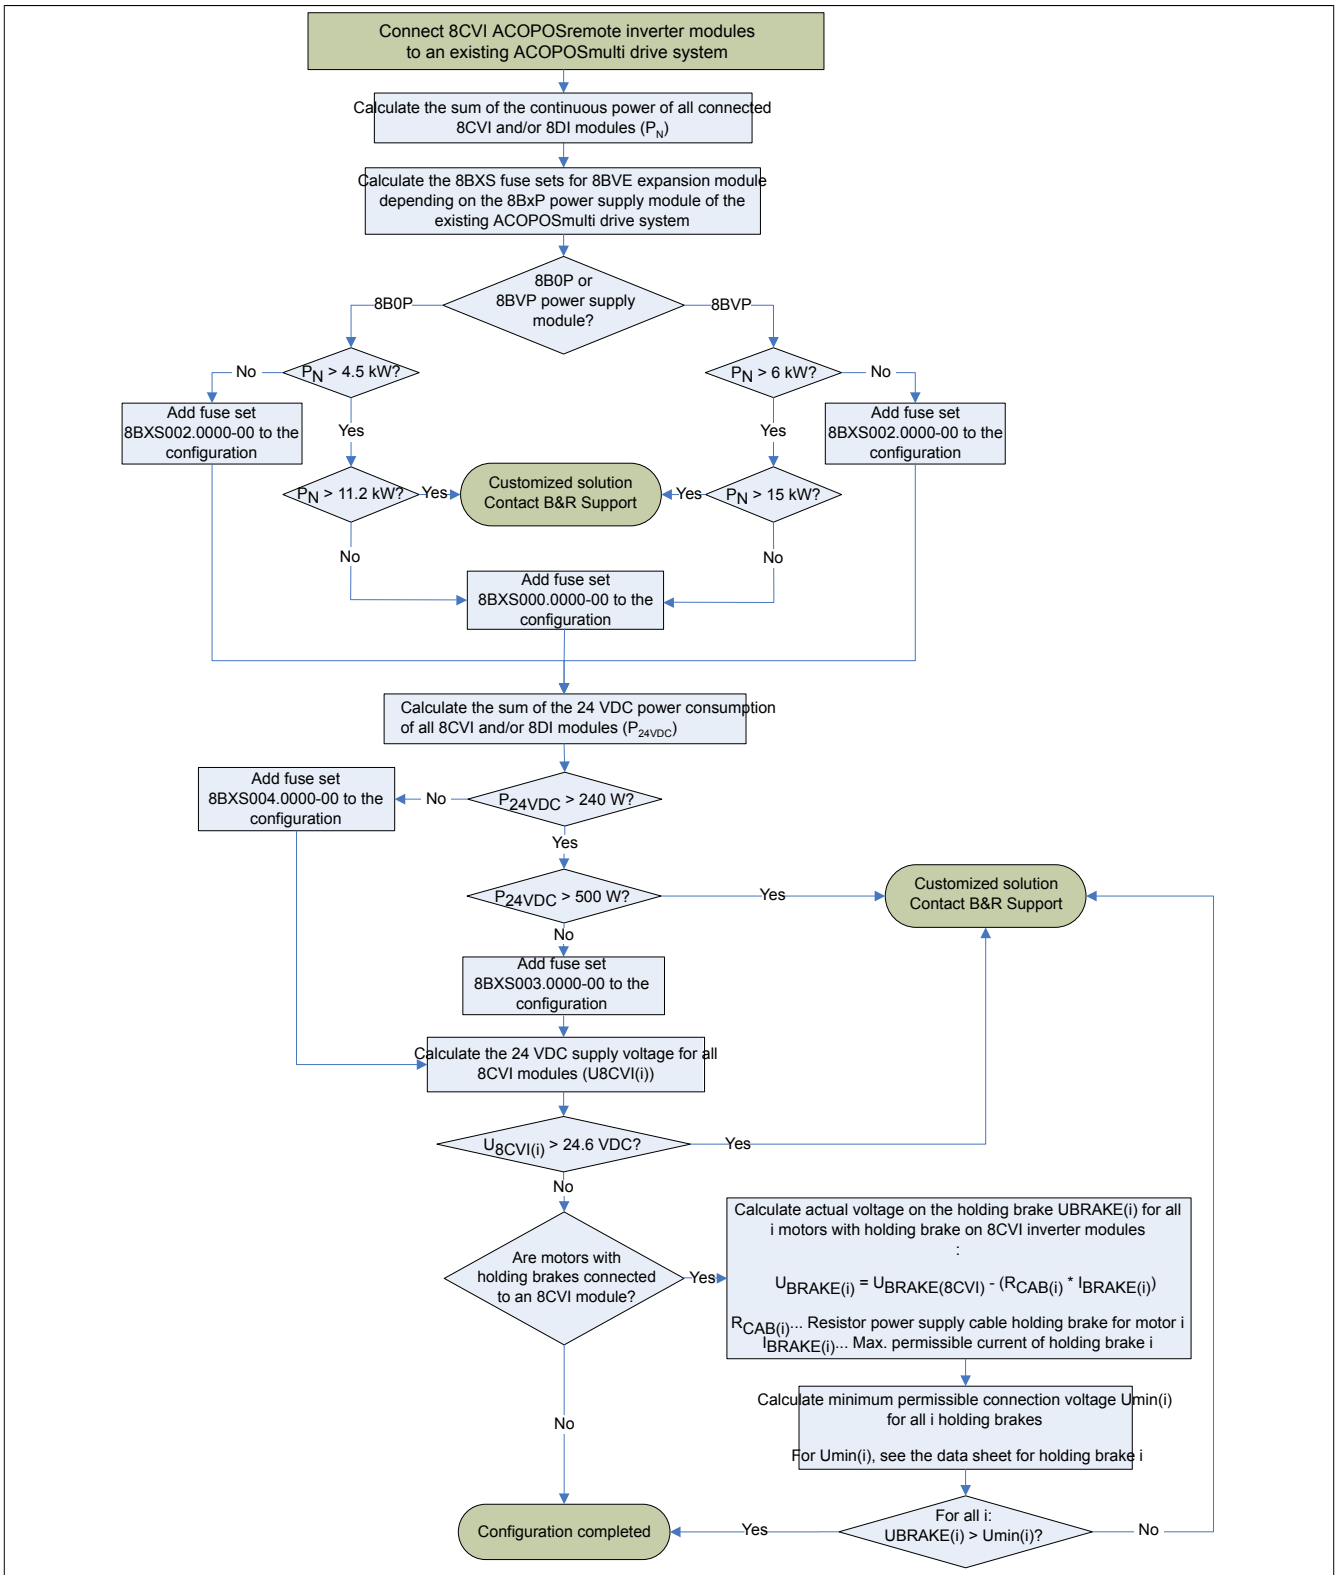 Connect 8CVI ACOPOSremote inverter modules
to an existing ACOPOSmulti drive system
Calculate the sum of the continuous power of all connected
8CVI and/or 8DI modules (PN)
Calculate the 8BXS fuse sets for 8BVE expansion module
depending on the 8BxP power supply module of the
existing ACOPOSmulti drive system
8B0P or
8BVP power supply
module?
8B0P
8BVP
PN > 4.5 kW?
No
PN > 6 kW?
No
Add fuse set
8BXS002.0000-00 to the
configuration
Yes
Yes
Add fuse set
8BXS002.0000-00 to the
configuration
PN > 11.2 kW?
Yes
Customized solution
Contact B&R Support
Yes
PN > 15 kW?
No
No
Add fuse set
8BXS000.0000-00 to the
configuration
Calculate the sum of the 24 VDC power consumption
of all 8CVI and/or 8DI modules (P24VDC)
Add fuse set
8BXS004.0000-00 to the
configuration
No
P24VDC > 240 W?
Yes
P24VDC > 500 W?
Yes
Customized solution
Contact B&R Support
No
Add fuse set
8BXS003.0000-00 to the
configuration
Calculate the 24 VDC supply voltage for all
8CVI modules (U8CVI(i))
U8CVI(i) > 24.6 VDC?
Yes
No
Are motors with
holding brakes connected
to an 8CVI module?
Yes
Calculate actual voltage on the holding brake UBRAKE(i) for all
i motors with holding brake on 8CVI inverter modules
:
UBRAKE(i) = UBRAKE(8CVI) - (RCAB(i) * IBRAKE(i))
RCAB(i)... Resistor power supply cable holding brake for motor i
IBRAKE(i)... Max. permissible current of holding brake i
No
Calculate minimum permissible connection voltage Umin(i)
for all i holding brakes
For Umin(i), see the data sheet for holding brake i
Configuration completed
Yes
For all i:
UBRAKE(i) > Umin(i)?
No